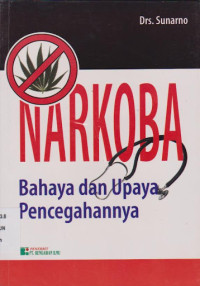 Drs. Sunarno
NARKOBA
Bahaya dan Upaya
Pencegahannya